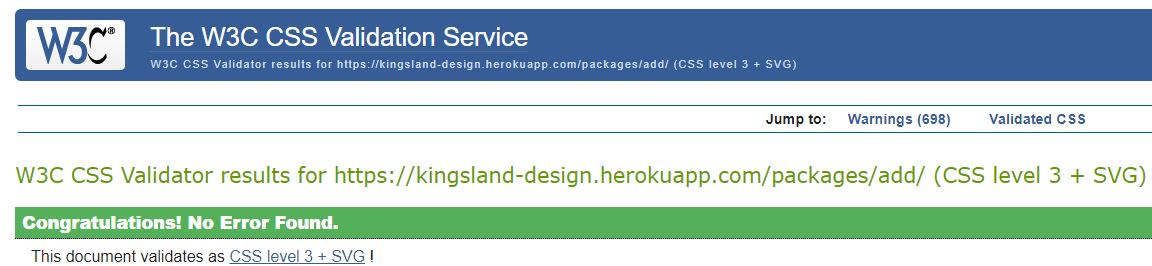 W3C®
The W3C CSS Validation Service
W3C CSS Validator results for https://kingsland-design.herokuapp.com/packages/add/ (CSS level 3 + SVG)
Jump to: Warnings (698) Validated CSS
W3C CSS Validator results for https://kingsland-design.herokuapp.com/packages/add/ (CSS level 3 + SVG)
Congratulations! No Error Found.
This document validates as CSS level 3 + SVG !